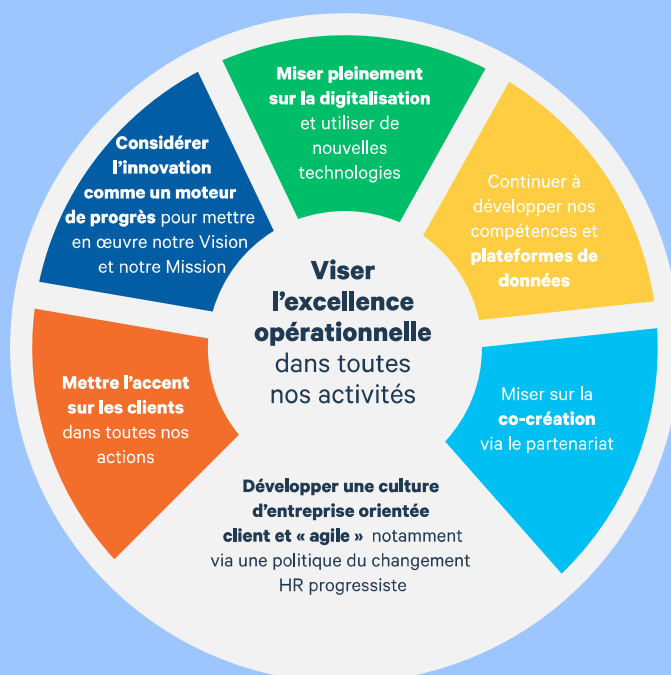 Miser pleinement
sur la digitalisation
et utiliser de
nouvelles
technologies
Considérer
l'innovation
comme un moteur
de progrès pour mettre
en œuvre notre Vision
et notre Mission
Continuer à
développer nos
compétences et
plateformes de
données
Viser
l'excellence
opérationnelle
dans toutes
nos activités
Mettre l'accent
sur les clients
dans toutes nos
actions
Miser sur la
co-création
via le partenariat
Développer une culture
d'entreprise orientée
client et « agile » notamment
via une politique du changement
HR progressiste